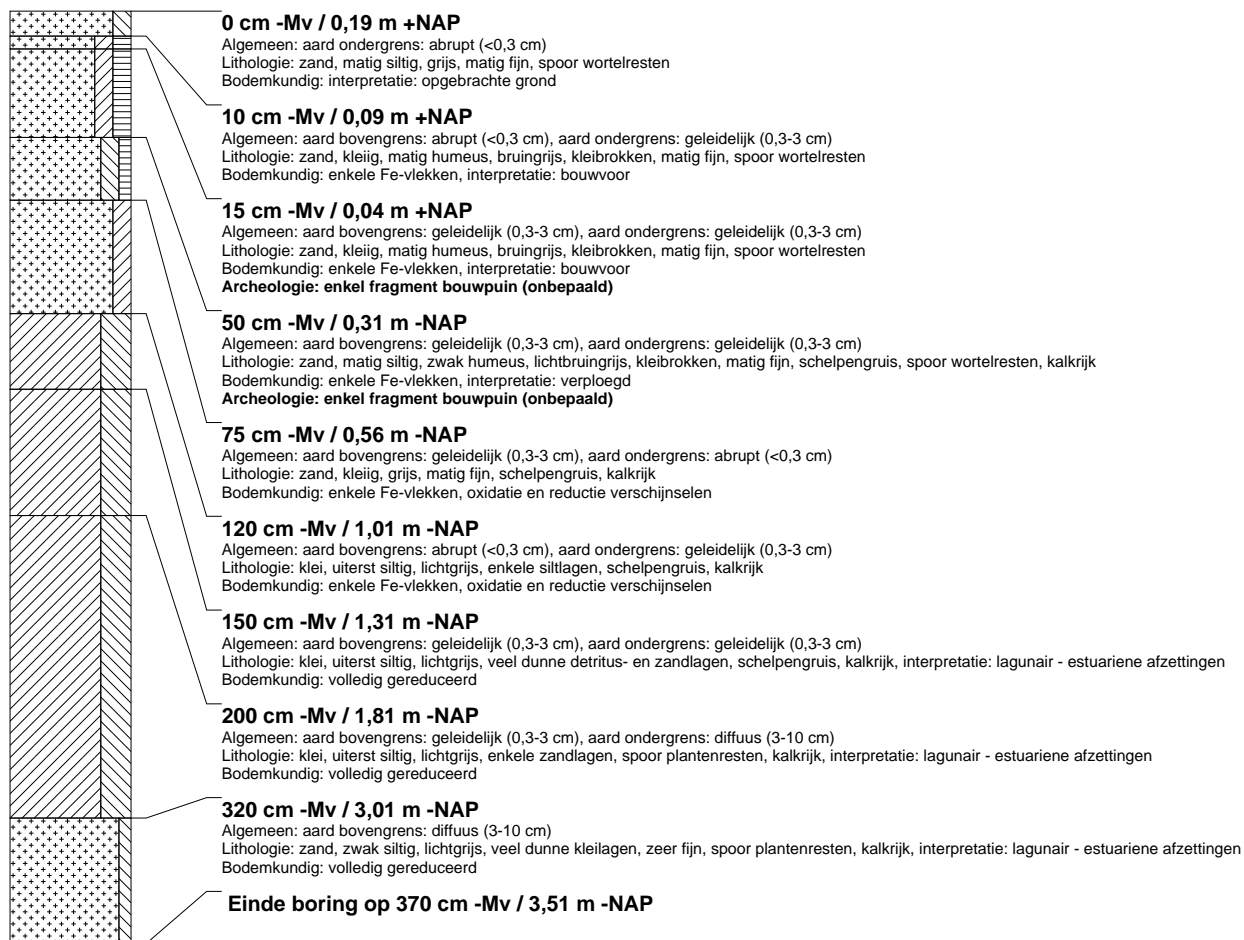 0 cm -Mv / 0,19 m +NAP
Algemeen: aard ondergrens: abrupt (<0,3 cm)
Lithologie: zand, matig siltig, grijs, matig fijn, spoor wortelresten
Bodemkundig: interpretatie: opgebrachte grond
10 cm -Mv / 0,09 m +NAP
Algemeen: aard bovengrens: abrupt (<0,3 cm), aard ondergrens: geleidelijk (0,3-3 cm)
Lithologie: zand, kleiig, matig humeus, bruingrijs, kleibrokken, matig fijn, spoor wortelresten
Bodemkundig: enkele Fe-vlekken, interpretatie: bouwvoor
15 cm -Mv / 0,04 m +NAP
Algemeen: aard bovengrens: geleidelijk (0,3-3 cm), aard ondergrens: geleidelijk (0,3-3 cm)
Lithologie: zand, kleiig, matig humeus, bruingrijs, kleibrokken, matig fijn, spoor wortelresten
Bodemkundig: enkele Fe-vlekken, interpretatie: bouwvoor
Archeologie: enkel fragment bouwpuin (onbepaald)
50 cm -Mv / 0,31 m -NAP
Algemeen: aard bovengrens: geleidelijk (0,3-3 cm), aard ondergrens: geleidelijk (0,3-3 cm)
Lithologie: zand, matig siltig, zwak humeus, lichtbruingrijs, kleibrokken, matig fijn, schelpengruis, spoor wortelresten, kalkrijk
Bodemkundig: enkele Fe-vlekken, interpretatie: verploegd
Archeologie: enkel fragment bouwpuin (onbepaald)
75 cm -Mv / 0,56 m -NAP
Algemeen: aard bovengrens: geleidelijk (0,3-3 cm), aard ondergrens: abrupt (<0,3 cm)
Lithologie: zand, kleiig, grijs, matig fijn, schelpengruis, kalkrijk
Bodemkundig: enkele Fe-vlekken, oxidatie en reductie verschijnselen
120 cm -Mv / 1,01 m -NAP
Algemeen: aard bovengrens: abrupt (<0,3 cm), aard ondergrens: geleidelijk (0,3-3 cm)
Lithologie: klei, uiterst siltig, lichtgrijs, enkele siltlagen, schelpengruis, kalkrijk
Bodemkundig: enkele Fe-vlekken, oxidatie en reductie verschijnselen
150 cm -Mv / 1,31 m -NAP
Algemeen: aard bovengrens: geleidelijk (0,3-3 cm), aard ondergrens: geleidelijk (0,3-3 cm)
Lithologie: klei, uiterst siltig, lichtgrijs, veel dunne detritus- en zandlagen, schelpengruis, kalkrijk, interpretatie: lagunair - estuariene afzettingen
Bodemkundig: volledig gereduceerd
200 cm -Mv / 1,81 m -NAP
Algemeen: aard bovengrens: geleidelijk (0,3-3 cm), aard ondergrens: diffuus (3-10 cm)
Lithologie: klei, uiterst siltig, lichtgrijs, enkele zandlagen, spoor plantenresten, kalkrijk, interpretatie: lagunair - estuariene afzettingen
Bodemkundig: volledig gereduceerd
320 cm -Mv / 3,01 m -NAP
Algemeen: aard bovengrens: diffuus (3-10 cm)
Lithologie: zand, zwak siltig, lichtgrijs, veel dunne kleilagen, zeer fijn, spoor plantenresten, kalkrijk, interpretatie: lagunair - estuariene afzettingen
Bodemkundig: volledig gereduceerd
Einde boring op 370 cm -Mv / 3,51 m -NAP